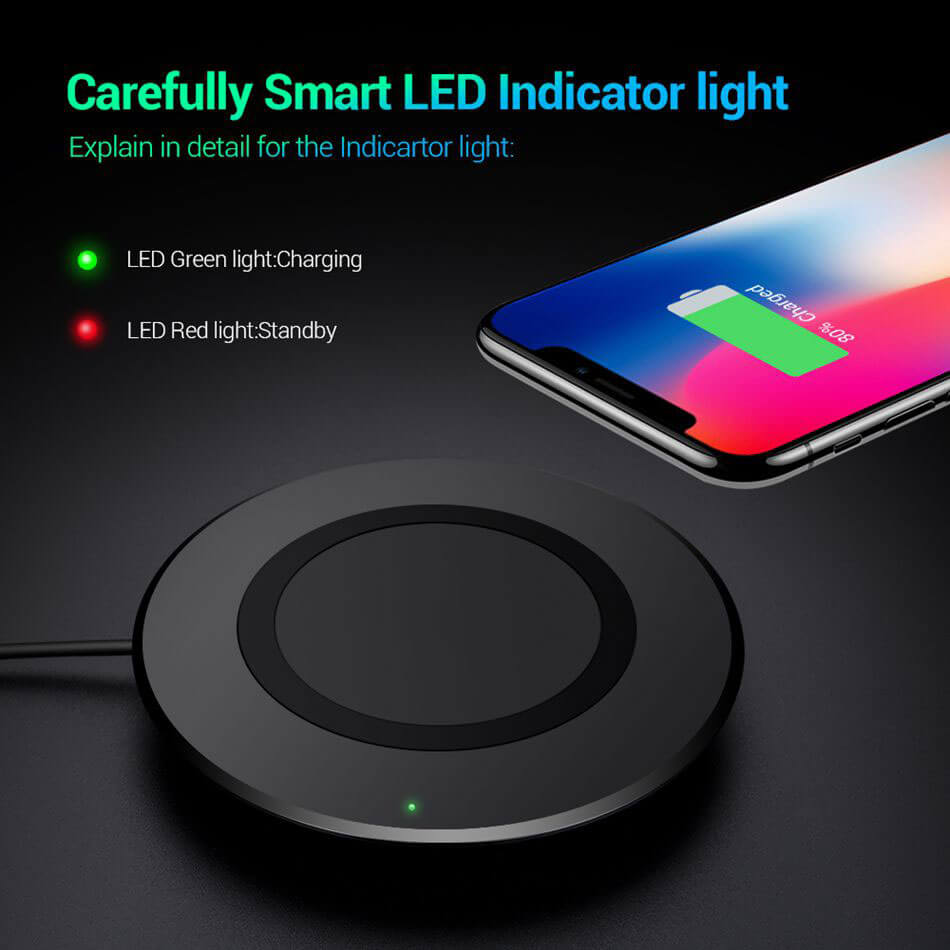 Carefully Smart LED Indicator light
Explain in detail for the Indicartor light:
LED Green light:Charging
LED Red light:Standby
80% Charged